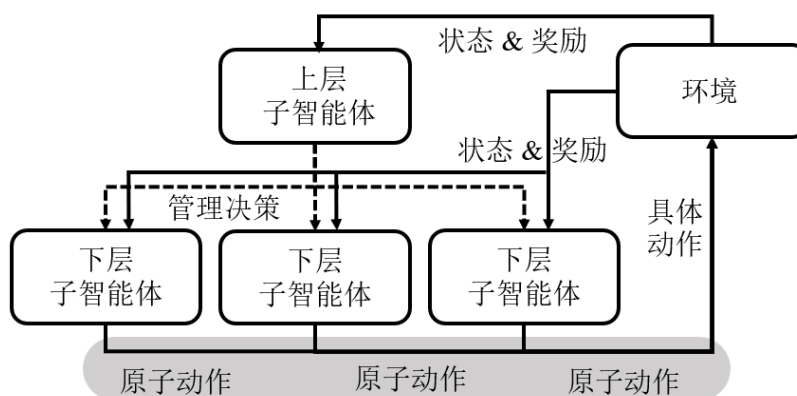 状态 & 奖励
上层
子智能体
环境
状态 & 奖励
管理决策
具体
动作
下层
子智能体
下层
子智能体
下层
子智能体
原子动作
原子动作
原子动作